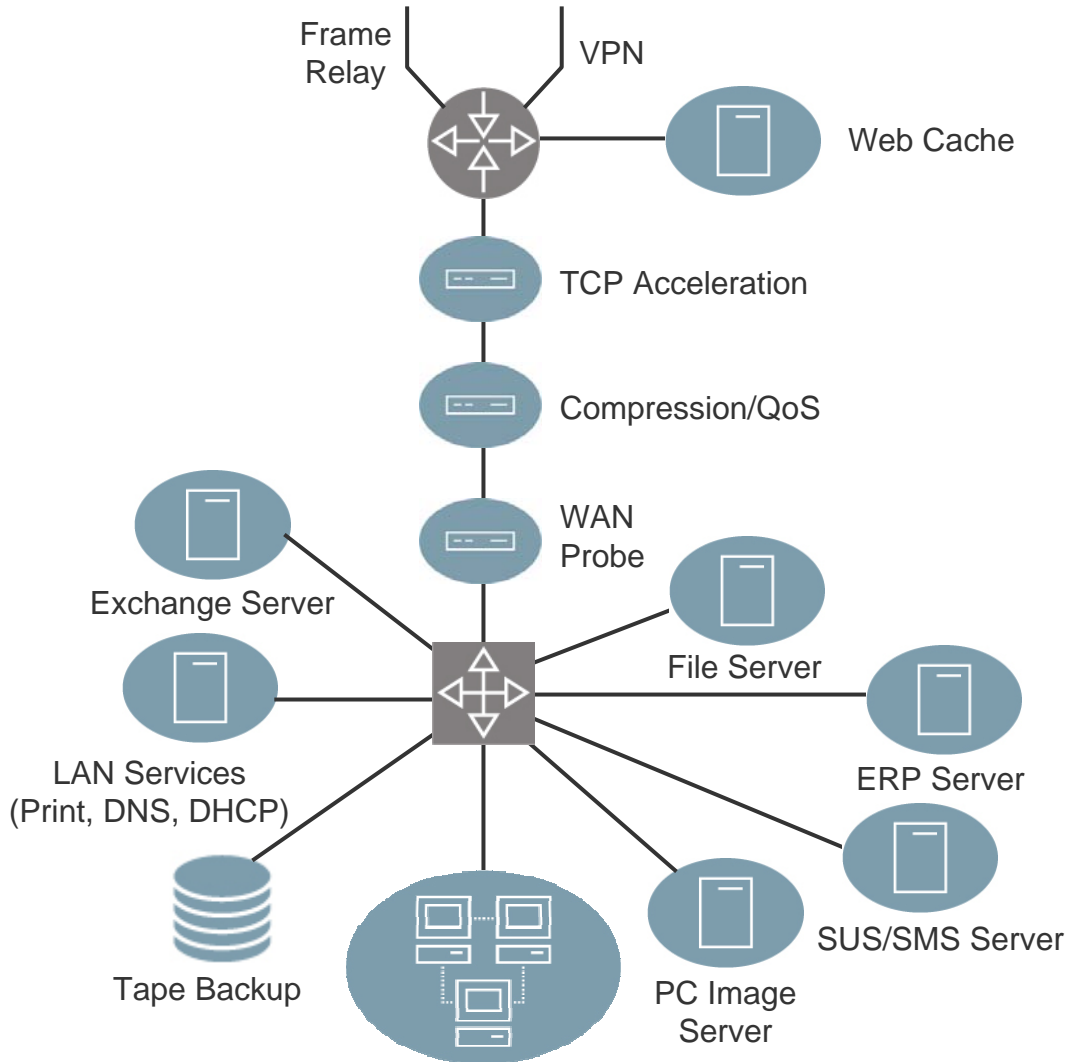 Frame
Relay
VPN
Web Cache
TCP Acceleration
Compression/QoS
WAN
Probe
Exchange Server
File Server
LAN Services
(Print, DNS, DHCP)
ERP Server
Tape Backup
PC Image
Server
SUS/SMS Server